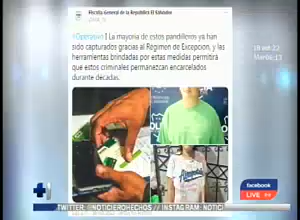 Fiscalía General de la República El Salvador
#Operativo | La mayoría de estos pandilleros ya han
sido capturados gracias al Régimen de Excepción, y las
herramientas brindadas por estas medidas permitirá
que estos criminales permanezcan encarcelados
durante décadas.
facebook
LIVE
TWITTER: @NOTICIEROHECHOS // INSTAGRAM: NOTICI